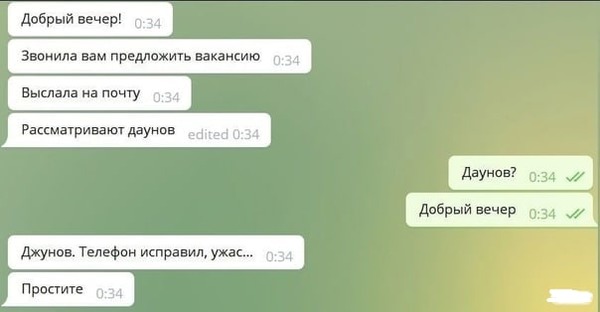 Добрый вечер! 0:34
Звонила вам предложить вакансию 0:34
Выслала на почту 0:34
Рассматривают даунов edited 0:34
Даунов? 0:34
Добрый вечер 0:34
Джунов. Телефон исправил, ужас... 0:34
Простите 0:34